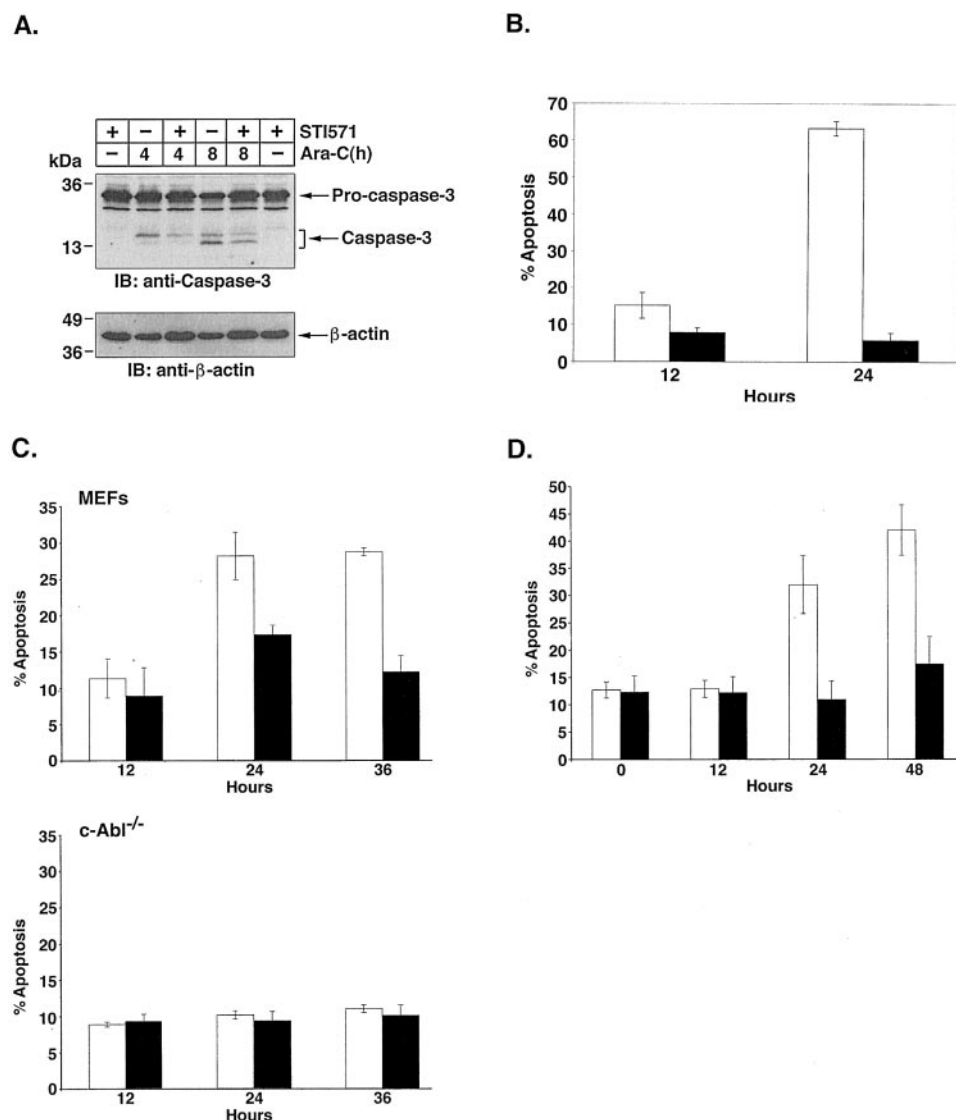 A.
+ − + − + + STI571
− 4 4 8 8 − Ara-C(h)
kDa
36
Pro-caspase-3
Caspase-3
13
IB: anti-Caspase-3
49
β-actin
36
IB: anti-β-actin
B.
70
60
50
40
30
20
10
0
% Apoptosis
12 24
Hours
C.
MEFs
35
30
25
20
15
10
5
0
% Apoptosis
12 24 36
Hours
c-Abl-/-
35
30
25
20
15
10
5
0
% Apoptosis
12 24 36
Hours
D.
50
45
40
35
30
25
20
15
10
5
0
% Apoptosis
0 12 24 48
Hours